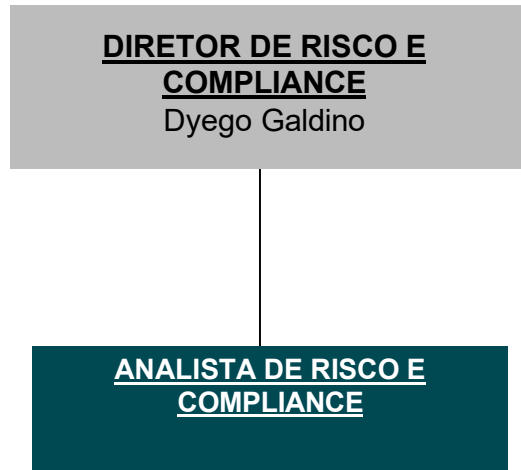 DIRETOR DE RISCO E
COMPLIANCE
Dyego Galdino
ANALISTA DE RISCO E
COMPLIANCE